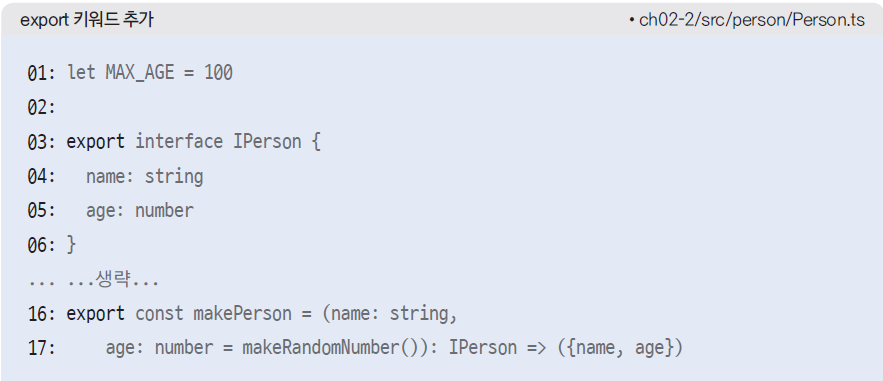 export 키워드 추가
• ch02-2/src/person/Person.ts
01: let MAX_AGE = 100
02:
03: export interface IPerson {
04:   name: string
05:   age: number
06: }
... ...생략...
16: export const makePerson = (name: string,
17:     age: number = makeRandomNumber()): IPerson => ({name, age})